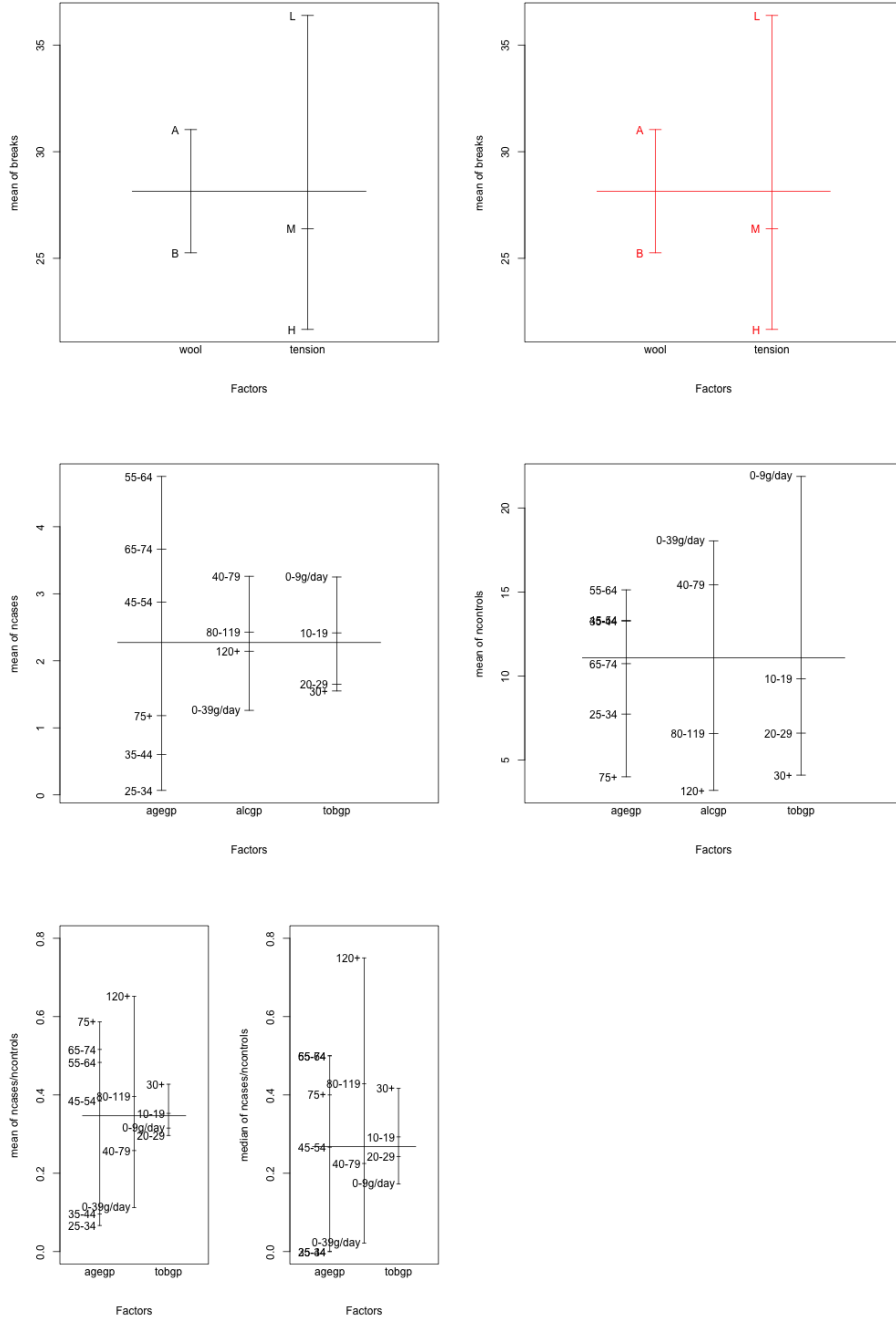 mean of breaks
35
30
25
L
A
M
B
H
wool tension
Factors
mean of breaks
35
30
25
L
A
M
B
H
wool tension
Factors
mean of ncases
4
3
2
1
0
55-64
65-74
45-54
75+
35-44
25-34
40-79
80-119
120+
0-39g/day
0-9g/day
10-19
20-29
30+
agegp alcgp tobgp
Factors
mean of ncontrols
20
15
10
5
55-64
65-74
25-34
75+
0-39g/day
40-79
80-119
120+
0-9g/day
10-19
20-29
30+
agegp alcgp tobgp
Factors
mean of ncases/ncontrols
0.8
0.6
0.4
0.2
0.0
75+
65-74
55-64
45-54
35-44
25-34
120+
80-119
40-79
0-39g/day
30+
10-19
0-9g/day
20-29
agegp tobgp
Factors
median of ncases/ncontrols
0.8
0.6
0.4
0.2
0.0
75+
45-54
120+
80-119
40-79
0-39g/day
30+
10-19
20-29
0-9g/day
agegp tobgp
Factors